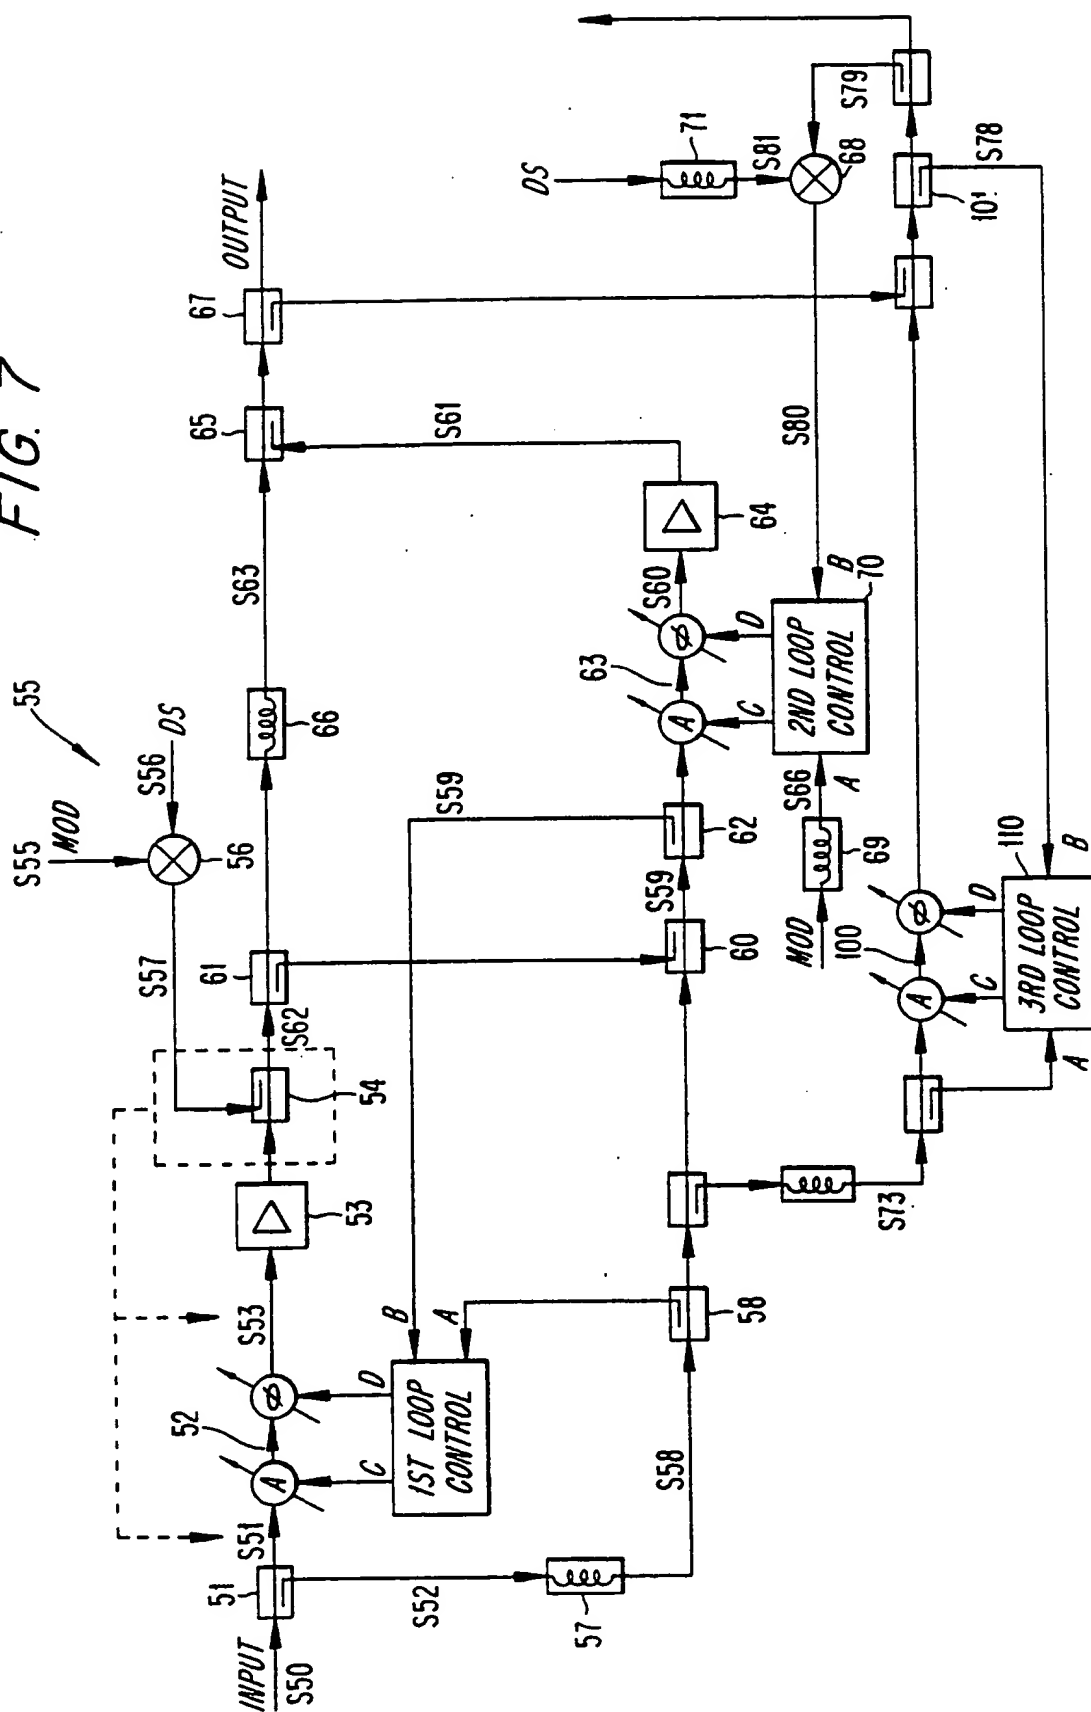 FIG. 7
55
S55
MOD
S56
DS
56
S57
INPUT
S50
51
S51
A
52
Ø
S53
53
54
S62
61
66
S63
65
67
OUTPUT
C
D
1ST LOOP
CONTROL
B
A
S59
S61
S52
57
S58
58
60
S59
62
A
63
Ø
S60
64
C
D
2ND LOOP
CONTROL
70
A
B
S66
69
MOD
S80
DS
71
S81
68
S79
S73
A
100
Ø
C
D
3RD LOOP
CONTROL
110
A
B
101
S78